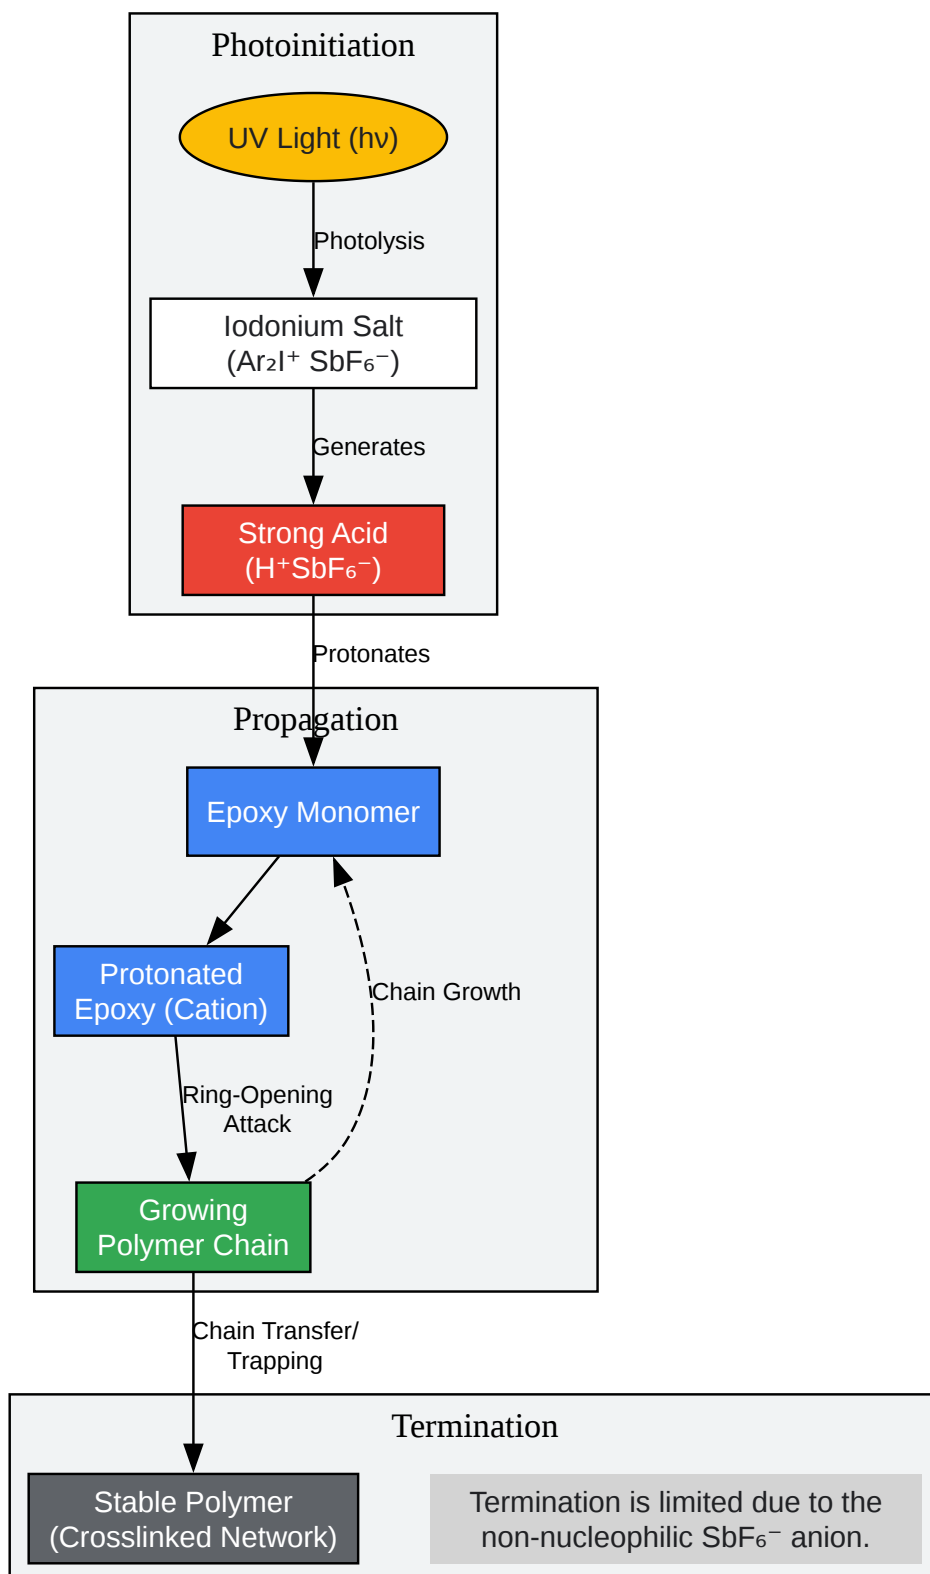 Photoinitiation
UV Light (hν)
Photolysis
Iodonium Salt
(Ar₂I⁺ SbF₆⁻)
Generates
Strong Acid
(H⁺SbF₆⁻)
Protonates
Propagation
Epoxy Monomer
Protonated
Epoxy (Cation)
Chain Growth
Ring-Opening
Attack
Growing
Polymer Chain
Chain Transfer/
Trapping
Termination
Stable Polymer
(Crosslinked Network)
Termination is limited due to the
non-nucleophilic SbF₆⁻ anion.